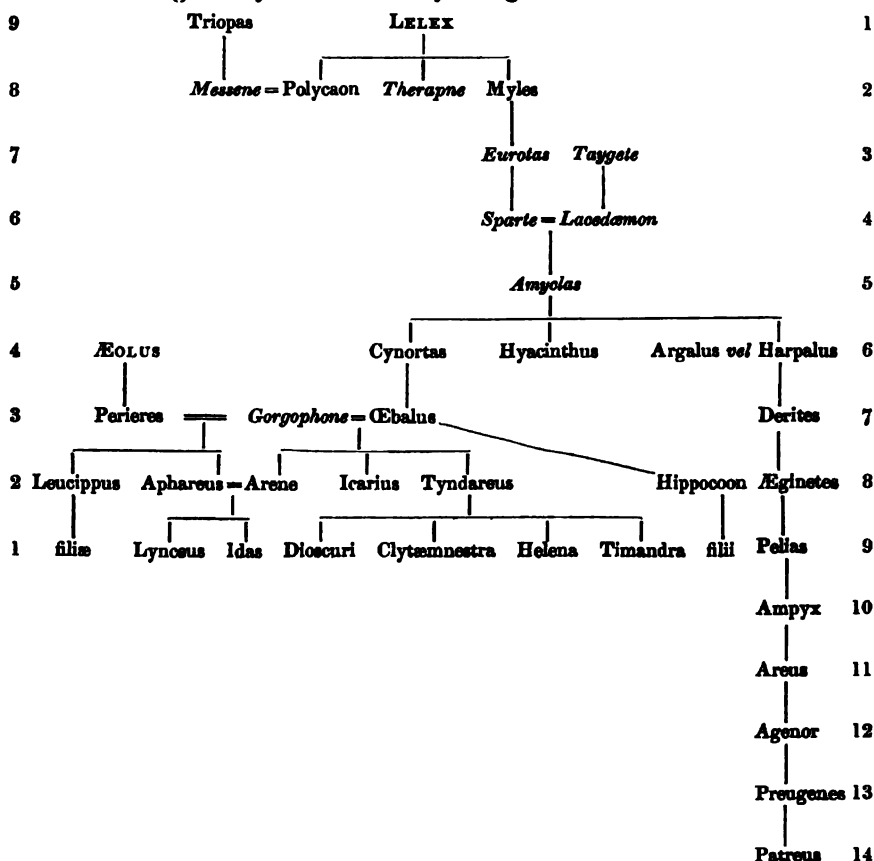 9 Triopas LELEX 1
8 Messene = Polycaon Therapne Myles 2
7 Eurotas Taygete 3
6 Sparte = Lacedæmon 4
5 Amyclas 5
4 ÆOLUS Cynortas Hyacinthus Argalus vel Harpalus 6
3 Perieres = Gorgophone = Œbalus Derites 7
2 Leucippus Aphareus = Arene Icarius Tyndareus Hippocoon Æginetes 8
1 filiæ Lynceus Idas Dioscuri Clytæmnestra Helena Timandra filii Pelias 9
Ampyx 10
Areus 11
Agenor 12
Preugenes 13
Patreus 14